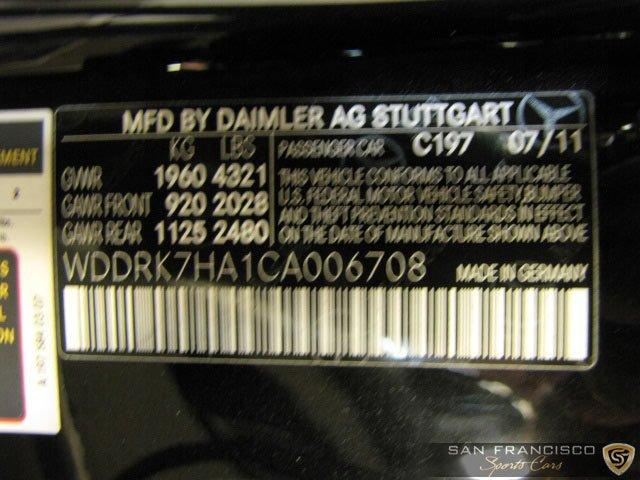 MFD BY DAIMLER AG STUTTGART
KG LBS
GVWR 1960 4321
GAWR FRONT 920 2028
GAWR REAR 1125 2480
PASSENGER CAR C197 07/11
THIS VEHICLE CONFORMS TO ALL APPLICABLE
U.S. FEDERAL MOTOR VEHICLE SAFETY, BUMPER
AND THEFT PREVENTION STANDARDS IN EFFECT
ON THE DATE OF MANUFACTURE SHOWN ABOVE
WDDRK7HA1CA006708 MADE IN GERMANY
SAN FRANCISCO
Sports Cars